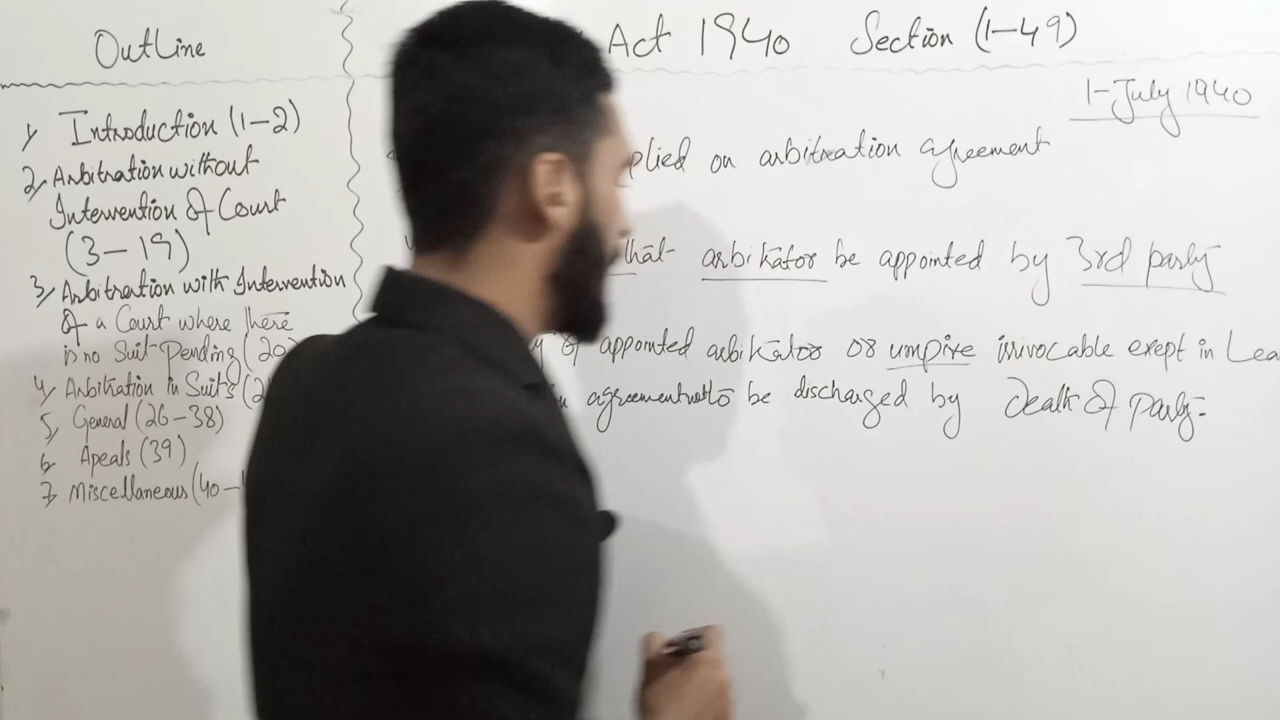 Outline
1, Introduction (1-2)
2, Arbitration without
Intervention of Court
(3-19)
3, Arbitration with Intervention
of a Court where there
is no Suit pending (20
4, Arbitration in Suits (2
5, General (26-38)
6, Apeals (39)
7, Miscellaneous (40-
Act 1940 Section (1-49)
1-July 1940
plied on arbitration agreement
that arbitrator be appointed by 3rd party
of appointed arbitrator or umpire irrivocable exept in Lea
agreement not to be discharged by Death of party-